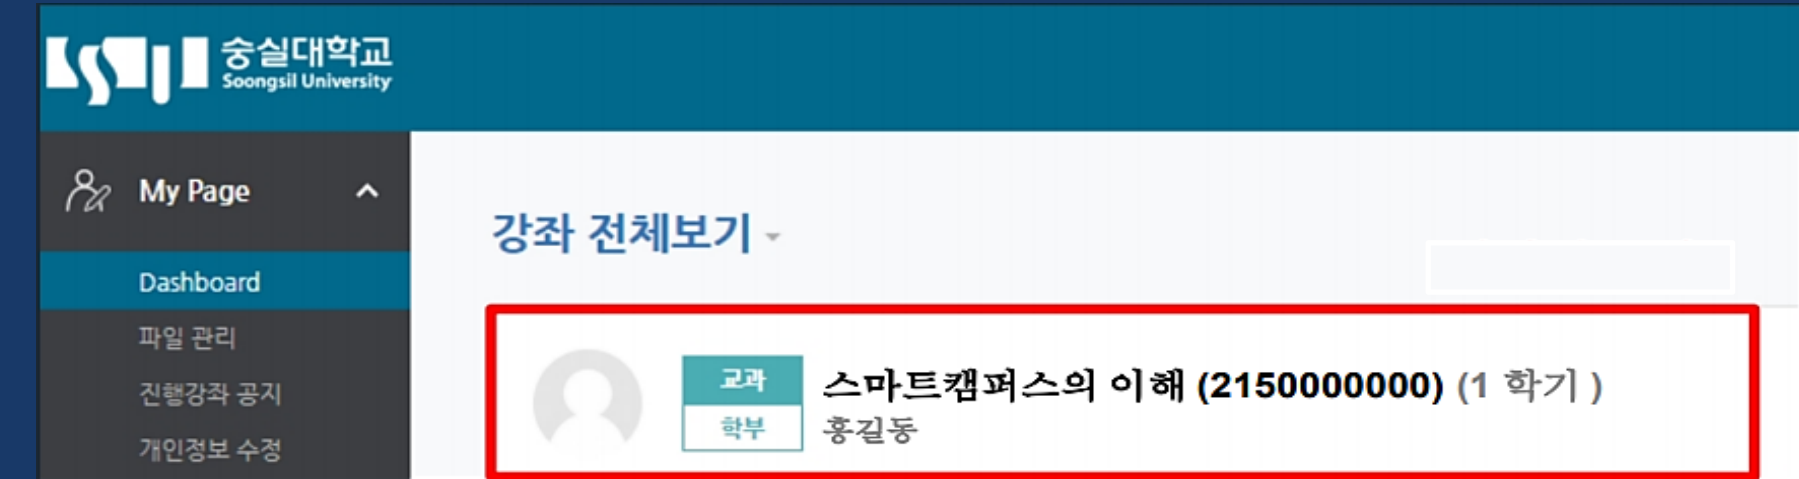 숭실대학교
Soongsil University
My Page
Dashboard
파일 관리
진행강좌 공지
개인정보 수정
강좌 전체보기
교과
학부
스마트캠퍼스의 이해 (2150000000) (1 학기 )
홍길동